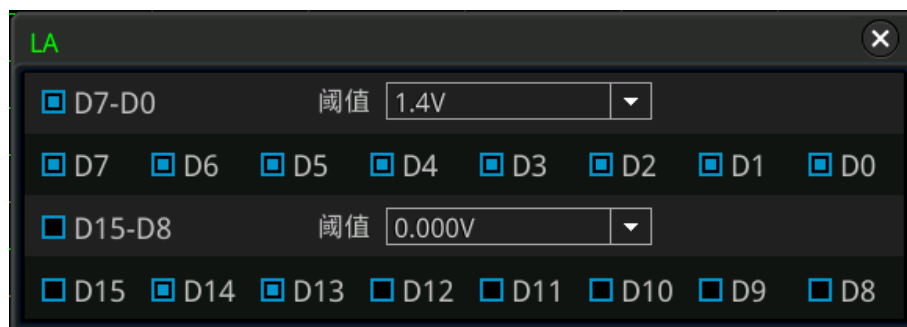 LA
D7-D0 阈值 1.4V
D7 D6 D5 D4 D3 D2 D1 D0
D15-D8 阈值 0.000V
D15 D14 D13 D12 D11 D10 D9 D8